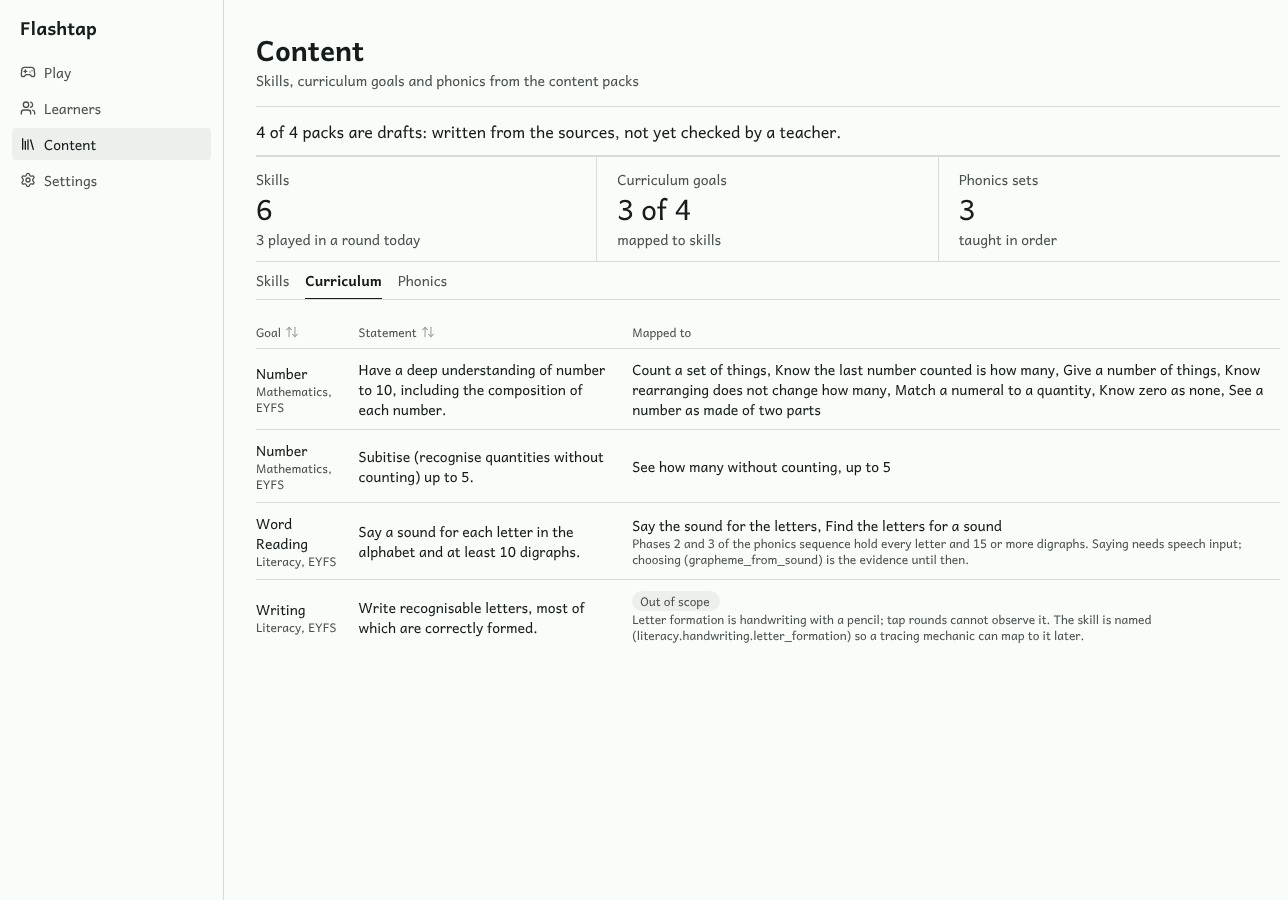 Flashtap
Play
Learners
Content
Settings
Content
Skills, curriculum goals and phonics from the content packs
4 of 4 packs are drafts: written from the sources, not yet checked by a teacher.
Skills
6
3 played in a round today
Curriculum goals
3 of 4
mapped to skills
Phonics sets
3
taught in order
Skills Curriculum Phonics
Goal Statement Mapped to
Number
Mathematics,
EYFS
Have a deep understanding of number
to 10, including the composition of
each number.
Count a set of things, Know the last number counted is how many, Give a number of things, Know
rearranging does not change how many, Match a numeral to a quantity, Know zero as none, See a
number as made of two parts
Number
Mathematics,
EYFS
Subitise (recognise quantities without
counting) up to 5.
See how many without counting, up to 5
Word
Reading
Literacy, EYFS
Say a sound for each letter in the
alphabet and at least 10 digraphs.
Say the sound for the letters, Find the letters for a sound
Phases 2 and 3 of the phonics sequence hold every letter and 15 or more digraphs. Saying needs speech input;
choosing (grapheme_from_sound) is the evidence until then.
Writing
Literacy, EYFS
Write recognisable letters, most of
which are correctly formed.
Out of scope
Letter formation is handwriting with a pencil; tap rounds cannot observe it. The skill is named
(literacy.handwriting.letter_formation) so a tracing mechanic can map to it later.